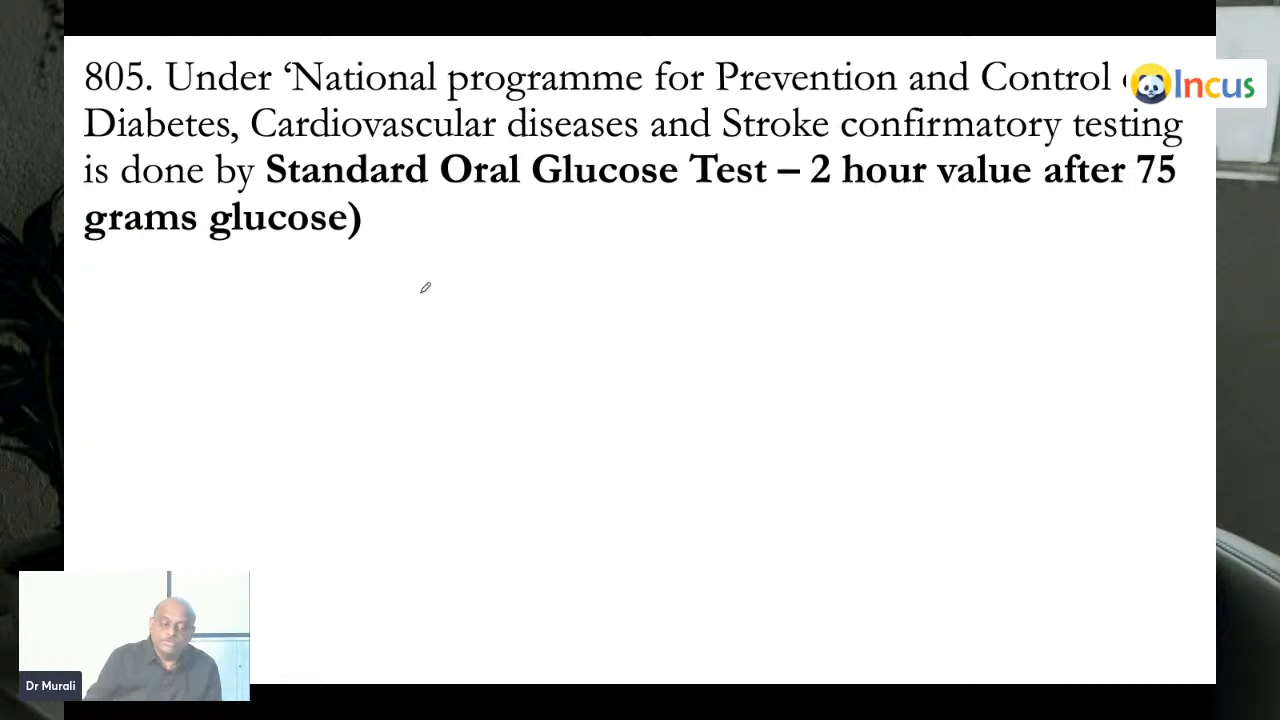 805. Under ‘National programme for Prevention and Control
Diabetes, Cardiovascular diseases and Stroke confirmatory testing
is done by Standard Oral Glucose Test – 2 hour value after 75
grams glucose)
Incus
Dr Murali